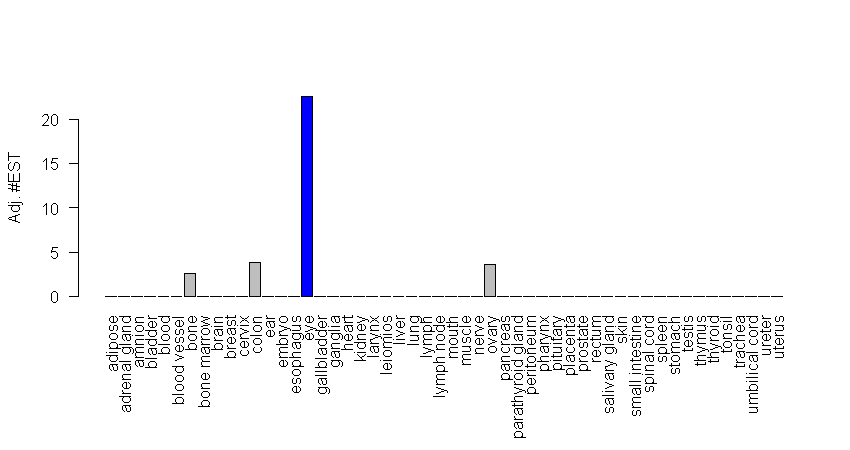 Adj. #EST
20
15
10
5
0
adipose
adrenal gland
amnion
bladder
blood
blood vessel
bone
bone marrow
brain
breast
cervix
colon
ear
embryo
esophagus
eye
gallbladder
ganglia
heart
kidney
larynx
leiomios
liver
lung
lymph
lymph node
mouth
muscle
nerve
ovary
pancreas
parathyroid gland
peritoneum
pharynx
pituitary
placenta
prostate
rectum
salivary gland
skin
small intestine
spinal cord
spleen
stomach
testis
thymus
thyroid
tonsil
trachea
umbilical cord
ureter
uterus